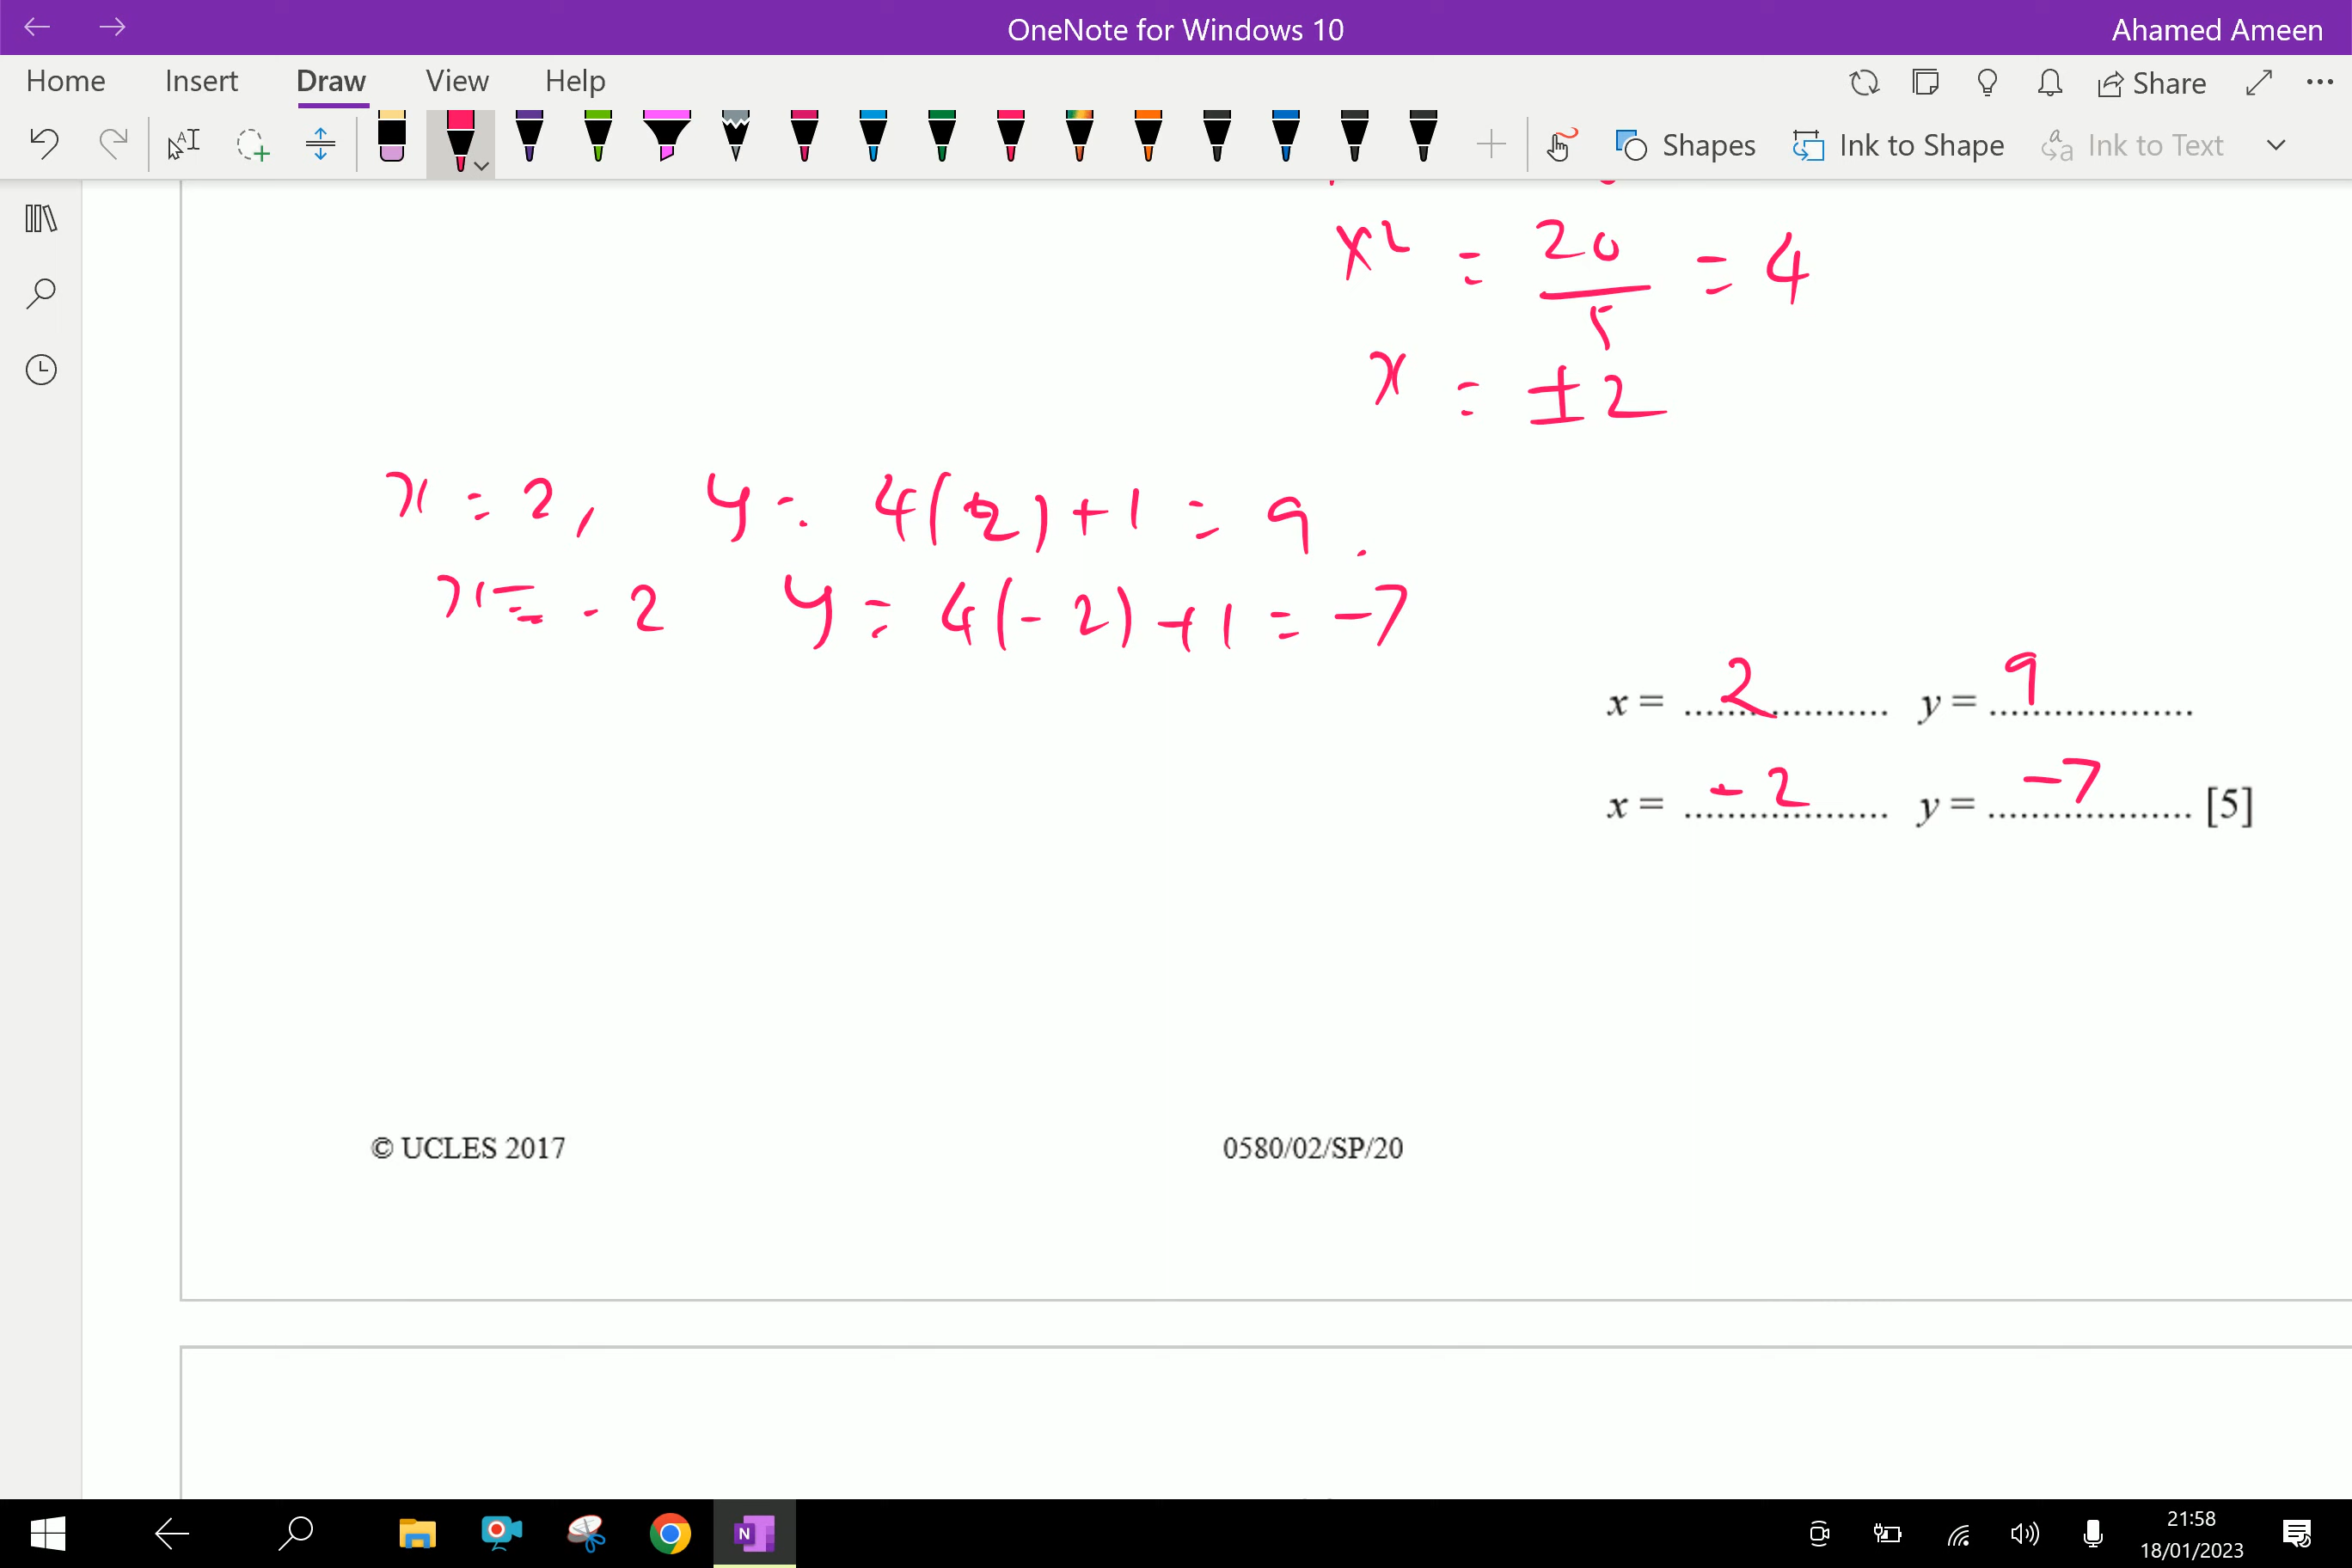 OneNote for Windows 10
Ahamed Ameen
Home Insert Draw View Help
Share
Shapes Ink to Shape Ink to Text
x² = 20/5 = 4
x = ±2
x = 2, y = 4(2)+1 = 9.
x = -2 y = 4(-2)+1 = -7
x = 2 y = 9
x = -2 y = -7 [5]
© UCLES 2017
0580/02/SP/20
21:58
18/01/2023